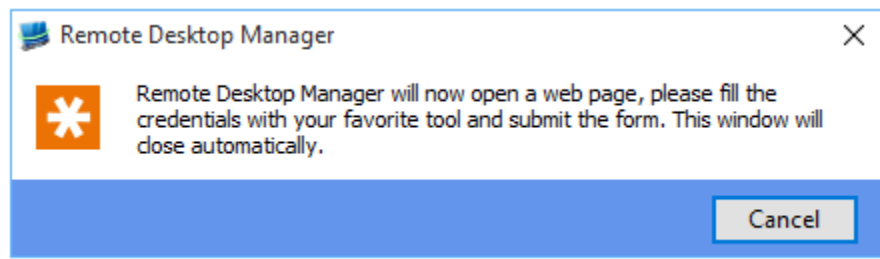 Remote Desktop Manager
Remote Desktop Manager will now open a web page, please fill the
credentials with your favorite tool and submit the form. This window will
close automatically.
Cancel